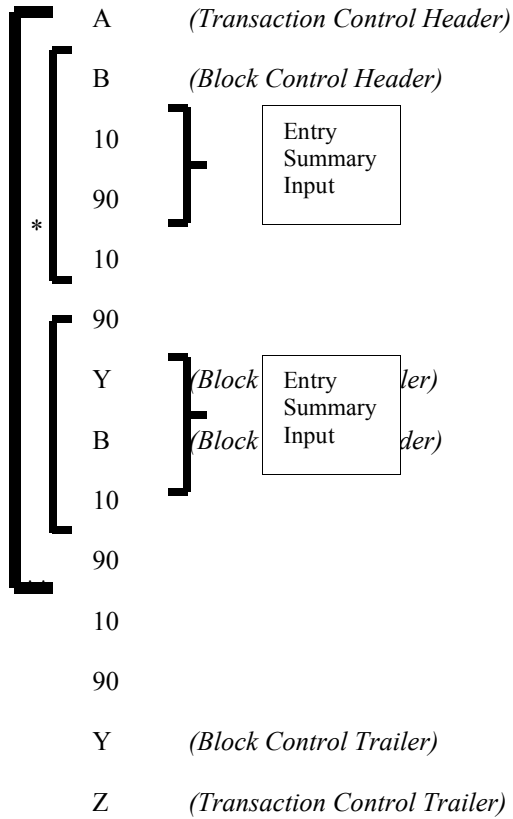 A (Transaction Control Header)
B (Block Control Header)
10
Entry
Summary
Input
90
*
10
90
Y (Block ler)
Entry
Summary
Input
B (Block der)
10
90
10
90
Y (Block Control Trailer)
Z (Transaction Control Trailer)